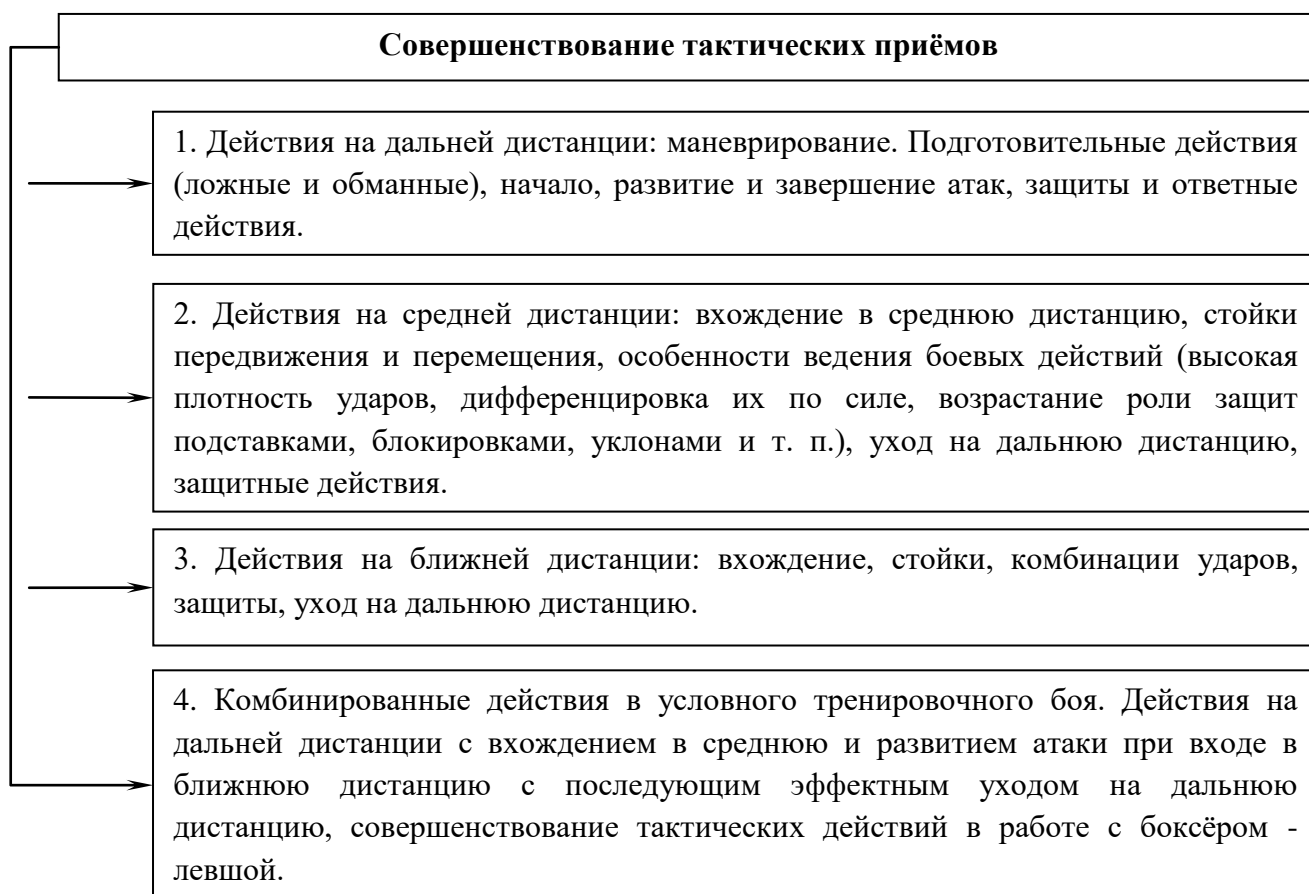 Совершенствование тактических приёмов
1. Действия на дальней дистанции: маневрирование. Подготовительные действия
(ложные и обманные), начало, развитие и завершение атак, защиты и ответные
действия.
2. Действия на средней дистанции: вхождение в среднюю дистанцию, стойки
передвижения и перемещения, особенности ведения боевых действий (высокая
плотность ударов, дифференцировка их по силе, возрастание роли защит
подставками, блокировками, уклонами и т. п.), уход на дальнюю дистанцию,
защитные действия.
3. Действия на ближней дистанции: вхождение, стойки, комбинации ударов,
защиты, уход на дальнюю дистанцию.
4. Комбинированные действия в условного тренировочного боя. Действия на
дальней дистанции с вхождением в среднюю и развитием атаки при входе в
ближнюю дистанцию с последующим эффектным уходом на дальнюю
дистанцию, совершенствование тактических действий в работе с боксёром -
левшой.